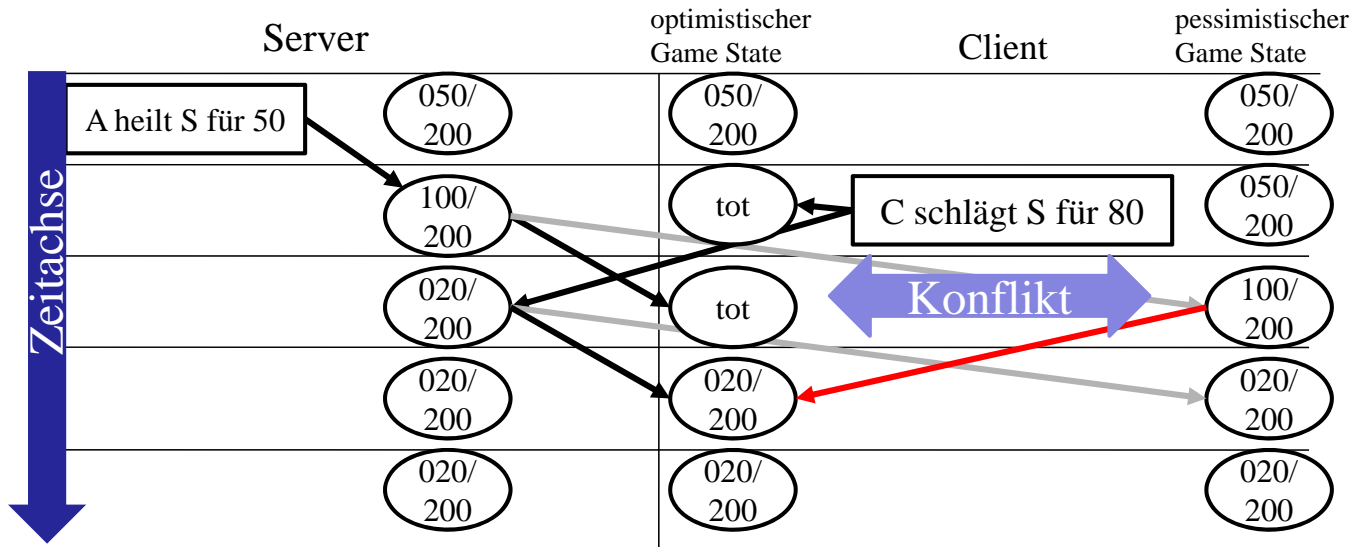 Server
optimistischer
Game State
Client
pessimistischer
Game State
Zeitachse
A heilt S für 50
050/
200
050/
200
050/
200
100/
200
tot
C schlägt S für 80
050/
200
020/
200
tot
Konflikt
100/
200
020/
200
020/
200
020/
200
020/
200
020/
200
020/
200